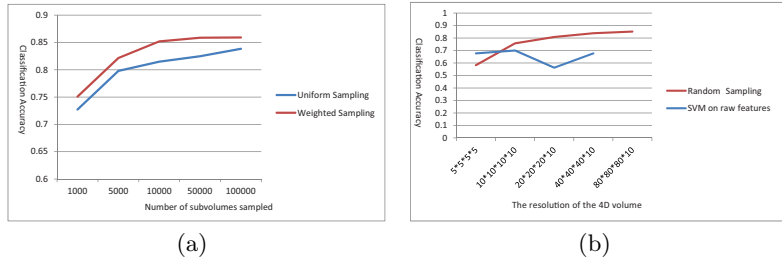 0.9
0.85
0.8
0.75
0.7
0.65
0.6
Classification Accuracy
1000 5000 10000 50000 100000
Number of subvolumes sampled
Uniform Sampling
Weighted Sampling
(a)
1
0.9
0.8
0.7
0.6
0.5
0.4
0.3
0.2
0.1
0
Classification Accuracy
5*5*5*5 10*10*10*10 20*20*20*10 40*40*40*10 80*80*80*10
The resolution of the 4D volume
Random Sampling
SVM on raw features
(b)